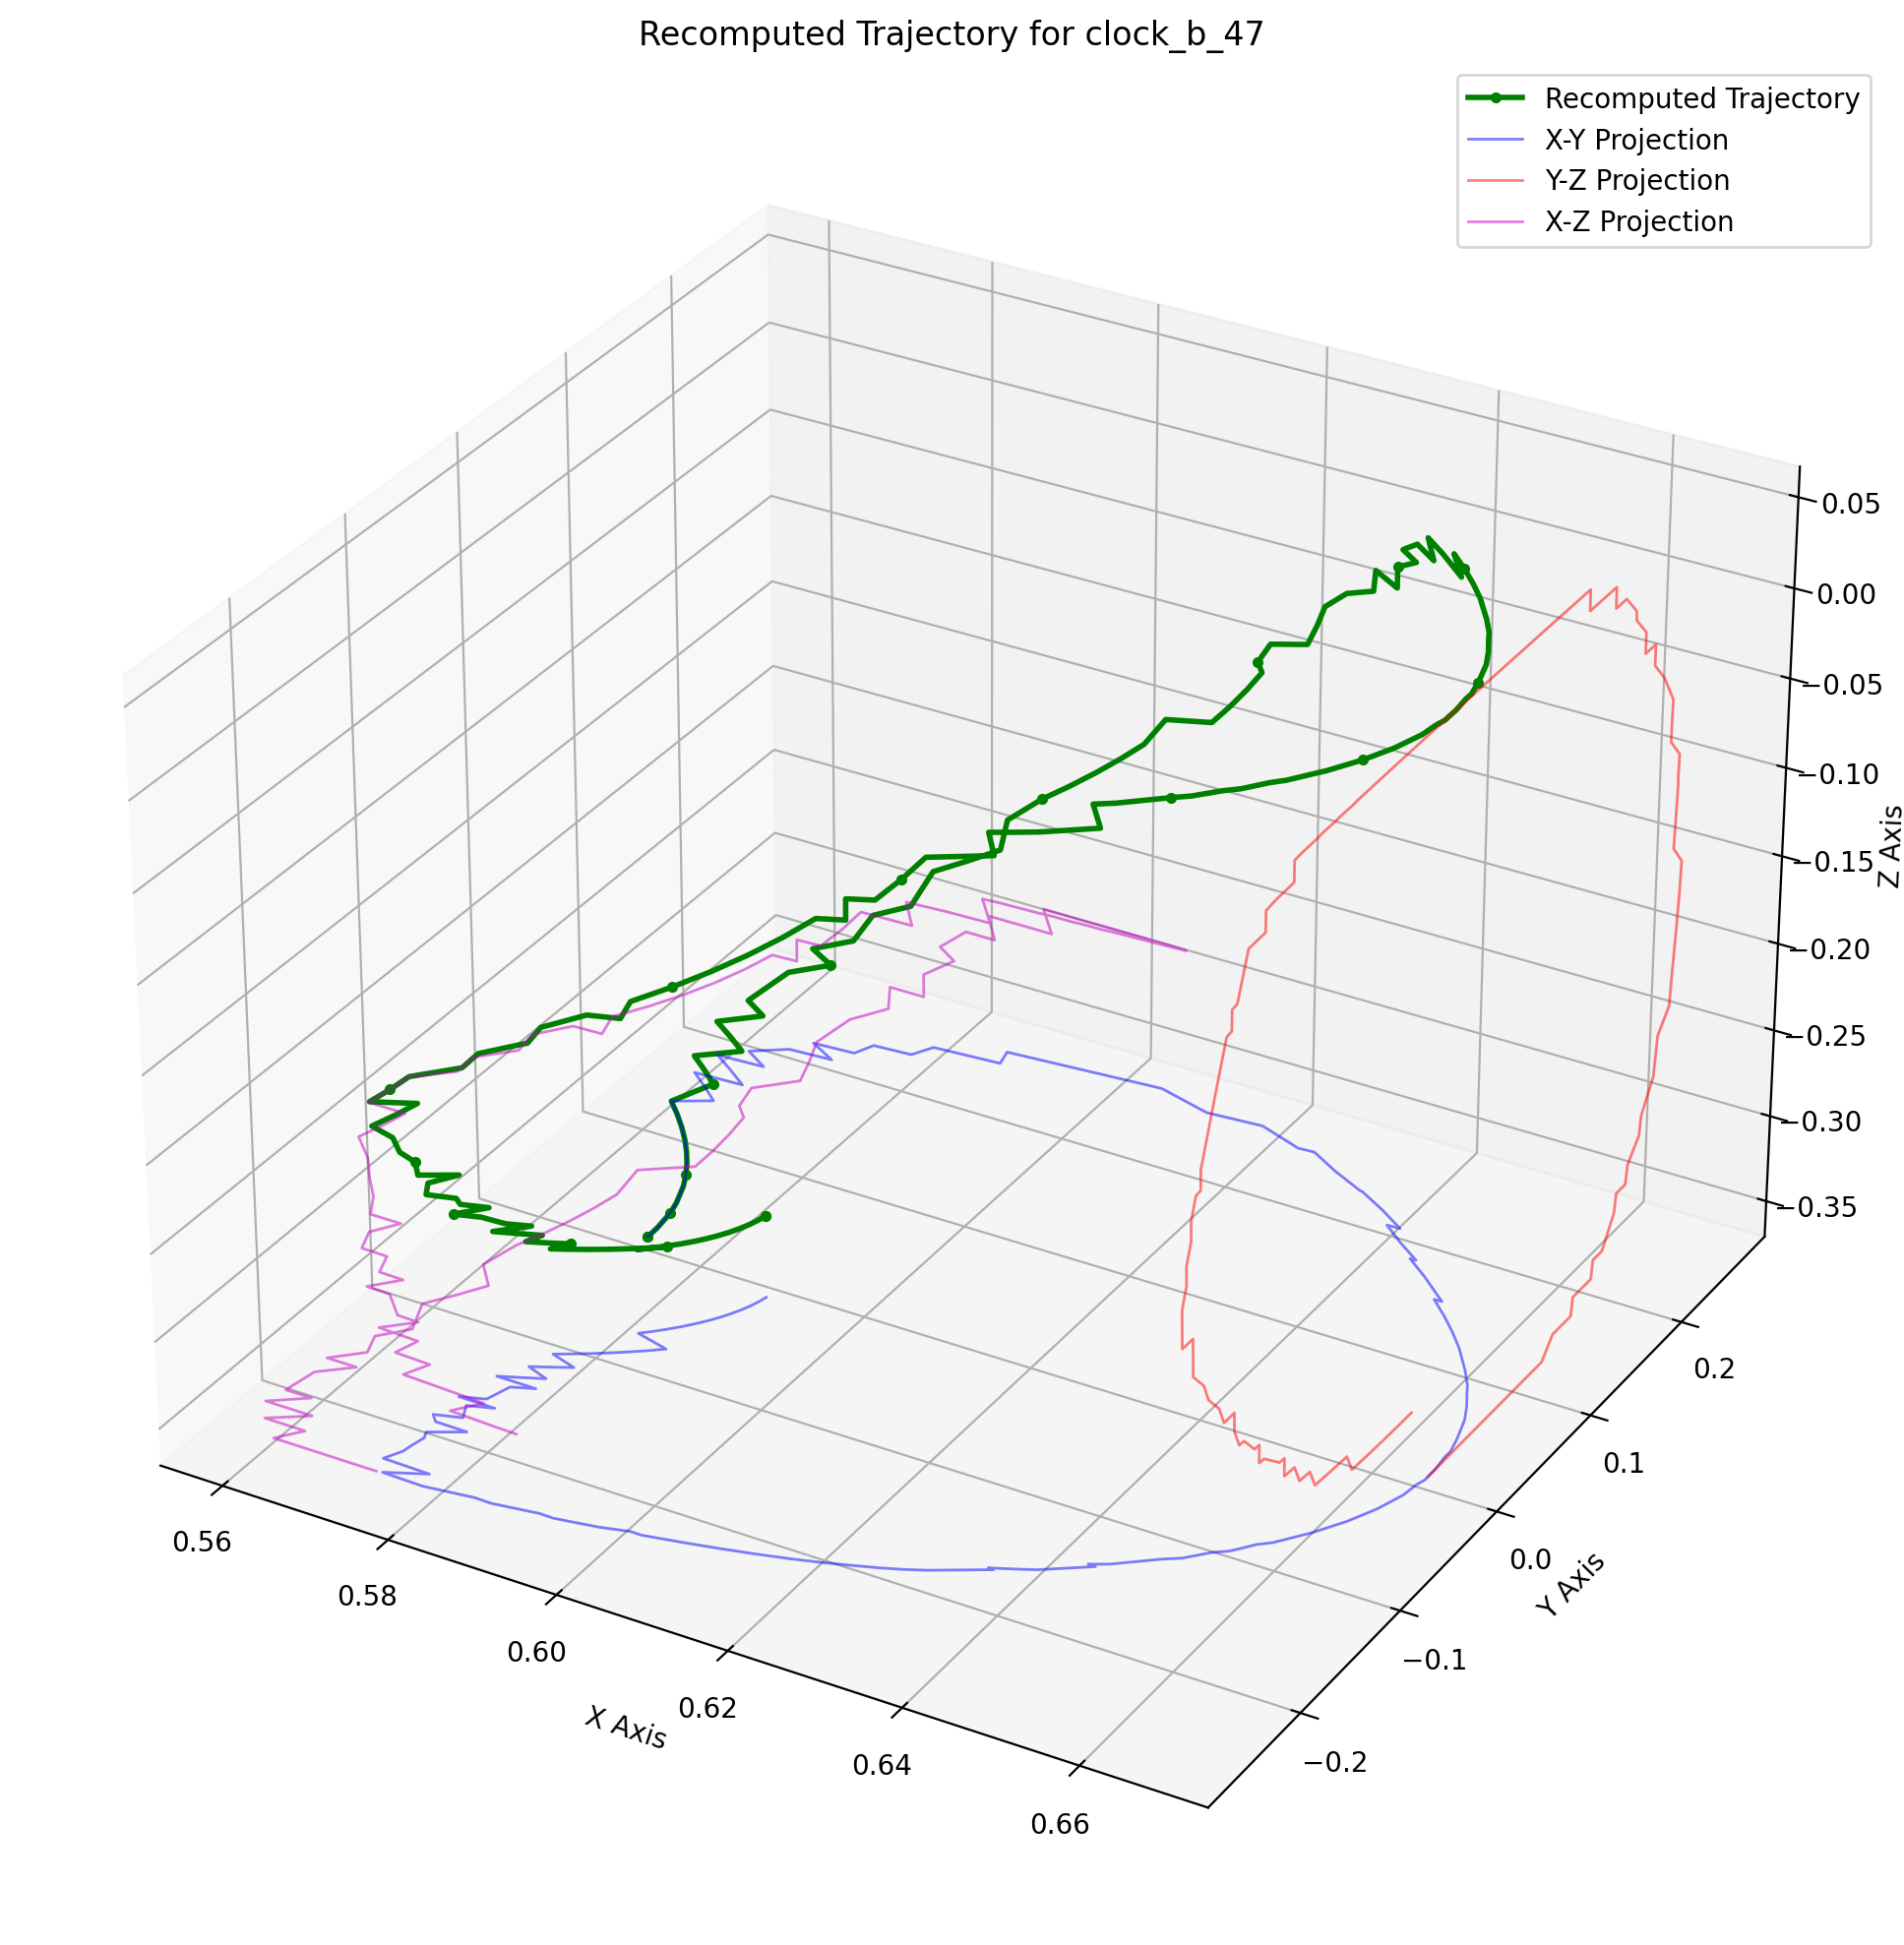 Recomputed Trajectory for clock_b_47
Recomputed Trajectory
X-Y Projection
Y-Z Projection
X-Z Projection
0.05
0.00
−0.05
−0.10
−0.15
−0.20
−0.25
−0.30
−0.35
Z Axis
0.2
0.1
0.0
−0.1
−0.2
Y Axis
0.56
0.58
0.60
0.62
0.64
0.66
X Axis